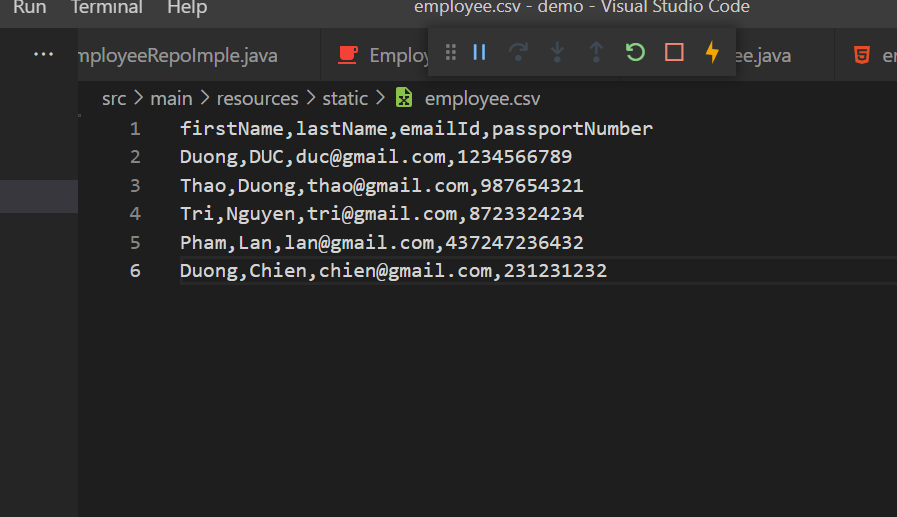 Run Terminal Help employee.csv - demo - Visual Studio Code
mployeeRepoImple.java Employ ee.java e
src > main > resources > static > employee.csv
1 firstName,lastName,emailId,passportNumber
2 Duong,DUC,duc@gmail.com,1234566789
3 Thao,Duong,thao@gmail.com,987654321
4 Tri,Nguyen,tri@gmail.com,8723324234
5 Pham,Lan,lan@gmail.com,437247236432
6 Duong,Chien,chien@gmail.com,231231232